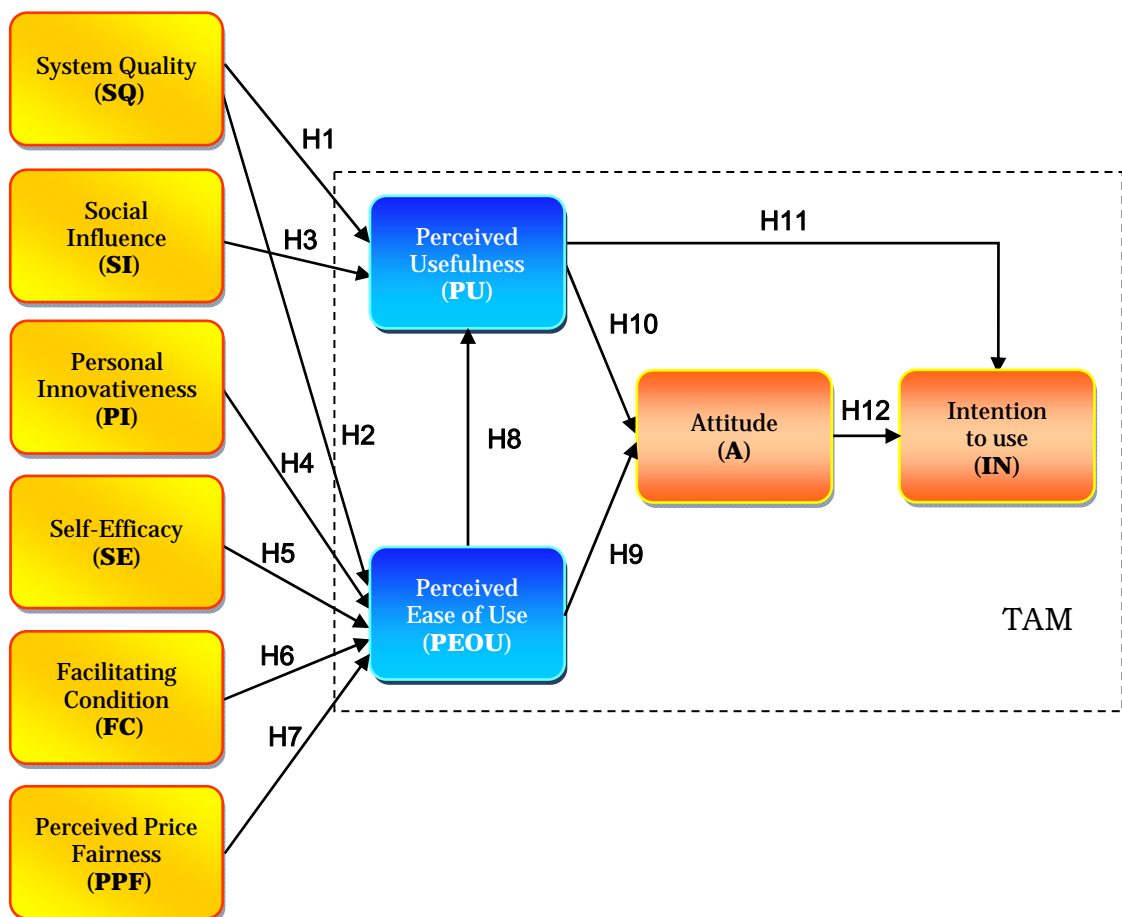 System Quality
(SQ)
H1
Social
Influence
(SI)
H3
Perceived
Usefulness
(PU)
H11
H10
Personal
Innovativeness
(PI)
H2
H4
H8
Attitude
(A)
H12
Intention
to use
(IN)
Self-Efficacy
(SE)
H5
H9
Perceived
Ease of Use
(PEOU)
TAM
Facilitating
Condition
(FC)
H6
H7
Perceived Price
Fairness
(PPF)